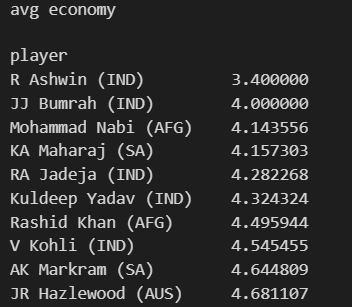 avg economy
player
R Ashwin (IND) 3.400000
JJ Bumrah (IND) 4.000000
Mohammad Nabi (AFG) 4.143556
KA Maharaj (SA) 4.157303
RA Jadeja (IND) 4.282268
Kuldeep Yadav (IND) 4.324324
Rashid Khan (AFG) 4.495944
V Kohli (IND) 4.545455
AK Markram (SA) 4.644809
JR Hazlewood (AUS) 4.681107